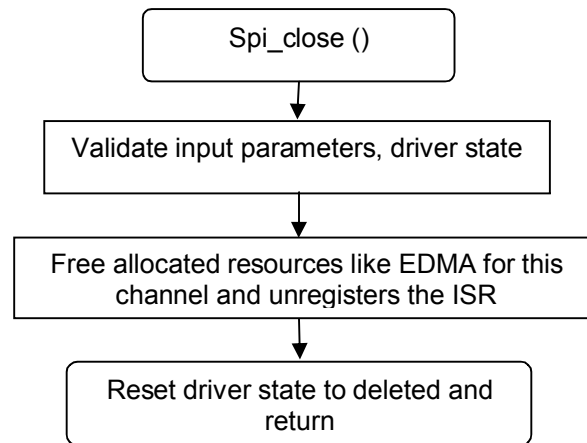 Spi_close ()
Validate input parameters, driver state
Free allocated resources like EDMA for this
channel and unregisters the ISR
Reset driver state to deleted and
return